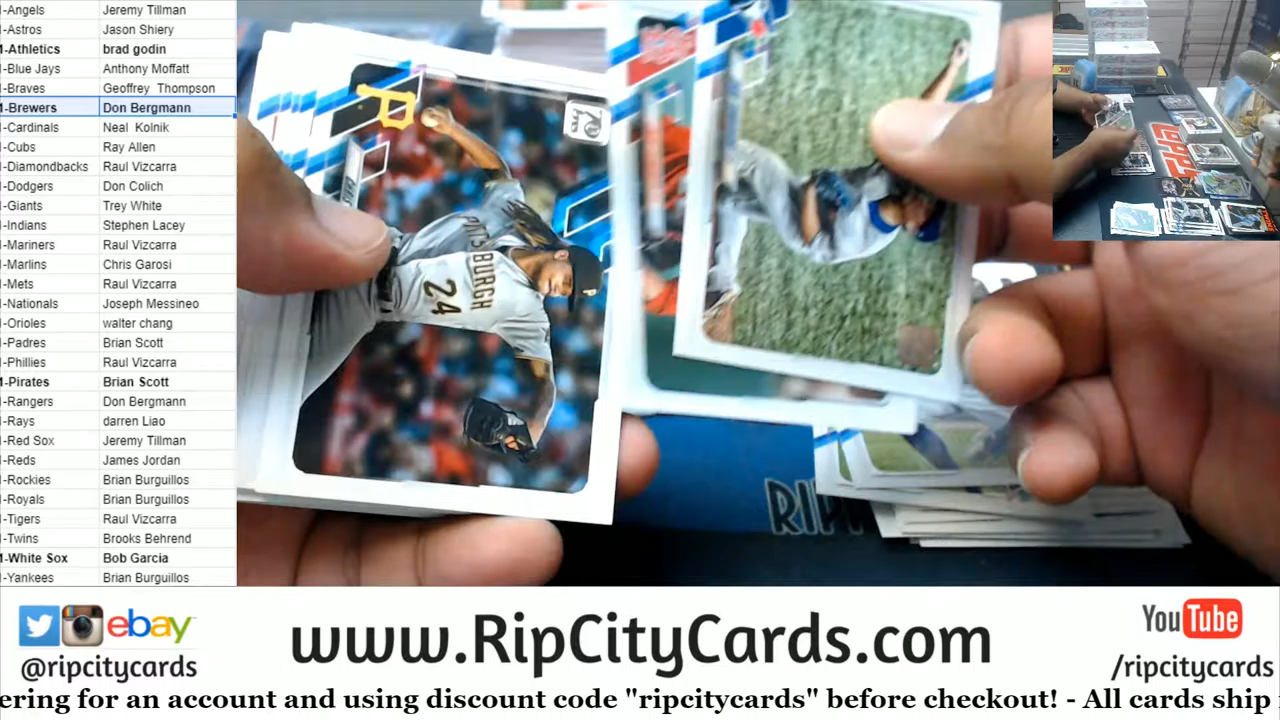 -Angels Jeremy Tillman
-Astros Jason Shiery
-Athletics brad godin
-Blue Jays Anthony Moffatt
-Braves Geoffrey Thompson
-Brewers Don Bergmann
-Cardinals Neal Kolnik
-Cubs Ray Allen
-Diamondbacks Raul Vizcarra
-Dodgers Don Colich
-Giants Trey White
-Indians Stephen Lacey
-Mariners Raul Vizcarra
-Marlins Chris Garosi
-Mets Raul Vizcarra
-Nationals Joseph Messineo
-Orioles walter chang
-Padres Brian Scott
-Phillies Raul Vizcarra
-Pirates Brian Scott
-Rangers Don Bergmann
-Rays darren Liao
-Red Sox Jeremy Tillman
-Reds James Jordan
-Rockies Brian Burguillos
-Royals Brian Burguillos
-Tigers Raul Vizcarra
-Twins Brooks Behrend
-White Sox Bob Garcia
-Yankees Brian Burguillos
P
70
PITTSBURGH
24
P
TOPPS
RIP
ebay
@ripcitycards
www.RipCityCards.com
YouTube
/ripcitycards
ering for an account and using discount code "ripcitycards" before checkout! - All cards ship